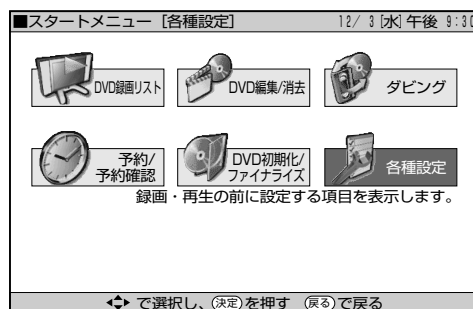 ■スタートメニュー［各種設定］ 12/ 3[水]午後 9:30
DVD録画リスト DVD編集/消去 ダビング
予約/
予約確認
DVD初期化/
ファイナライズ
各種設定
録画・再生の前に設定する項目を表示します。
で選択し、決定を押す 戻るで戻る